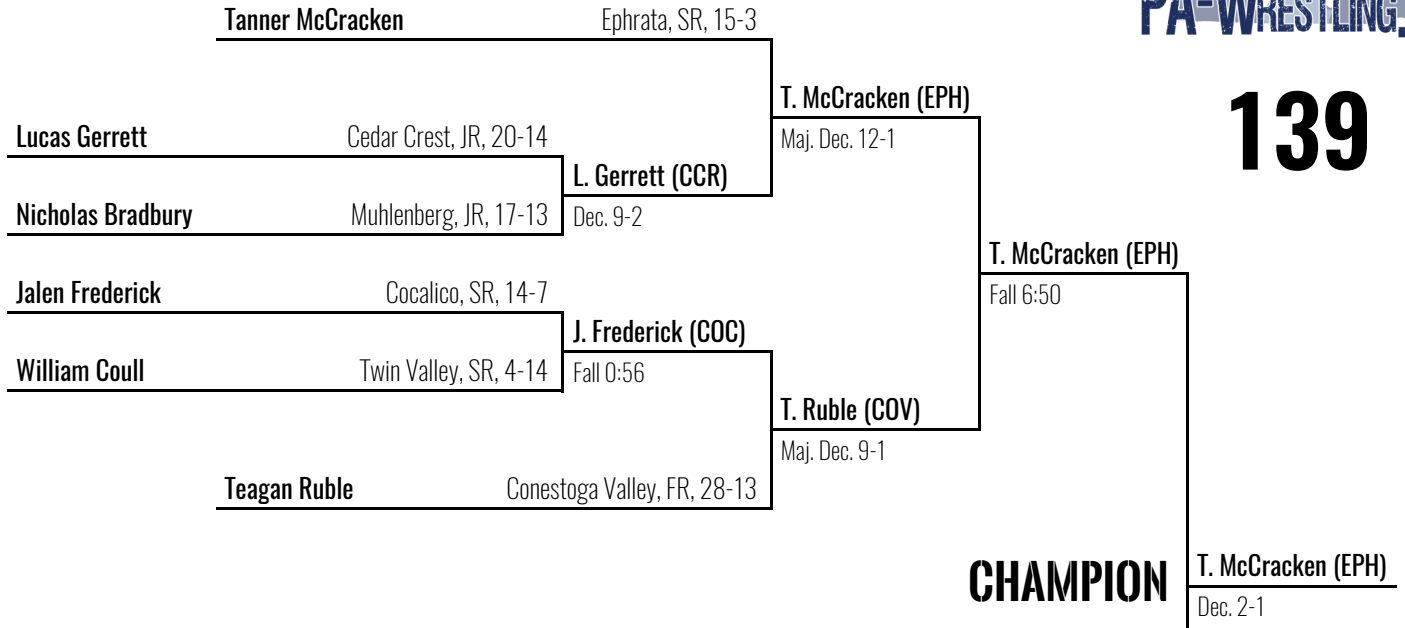 PA-WRESTLING.
Tanner McCracken Ephrata, SR, 15-3
139
T. McCracken (EPH)
Maj. Dec. 12-1
Lucas Gerrett Cedar Crest, JR, 20-14
L. Gerrett (CCR)
Dec. 9-2
Nicholas Bradbury Muhlenberg, JR, 17-13
T. McCracken (EPH)
Fall 6:50
Jalen Frederick Cocalico, SR, 14-7
J. Frederick (COC)
Fall 0:56
William Coull Twin Valley, SR, 4-14
T. Ruble (COV)
Maj. Dec. 9-1
Teagan Ruble Conestoga Valley, FR, 28-13
CHAMPION
T. McCracken (EPH)
Dec. 2-1